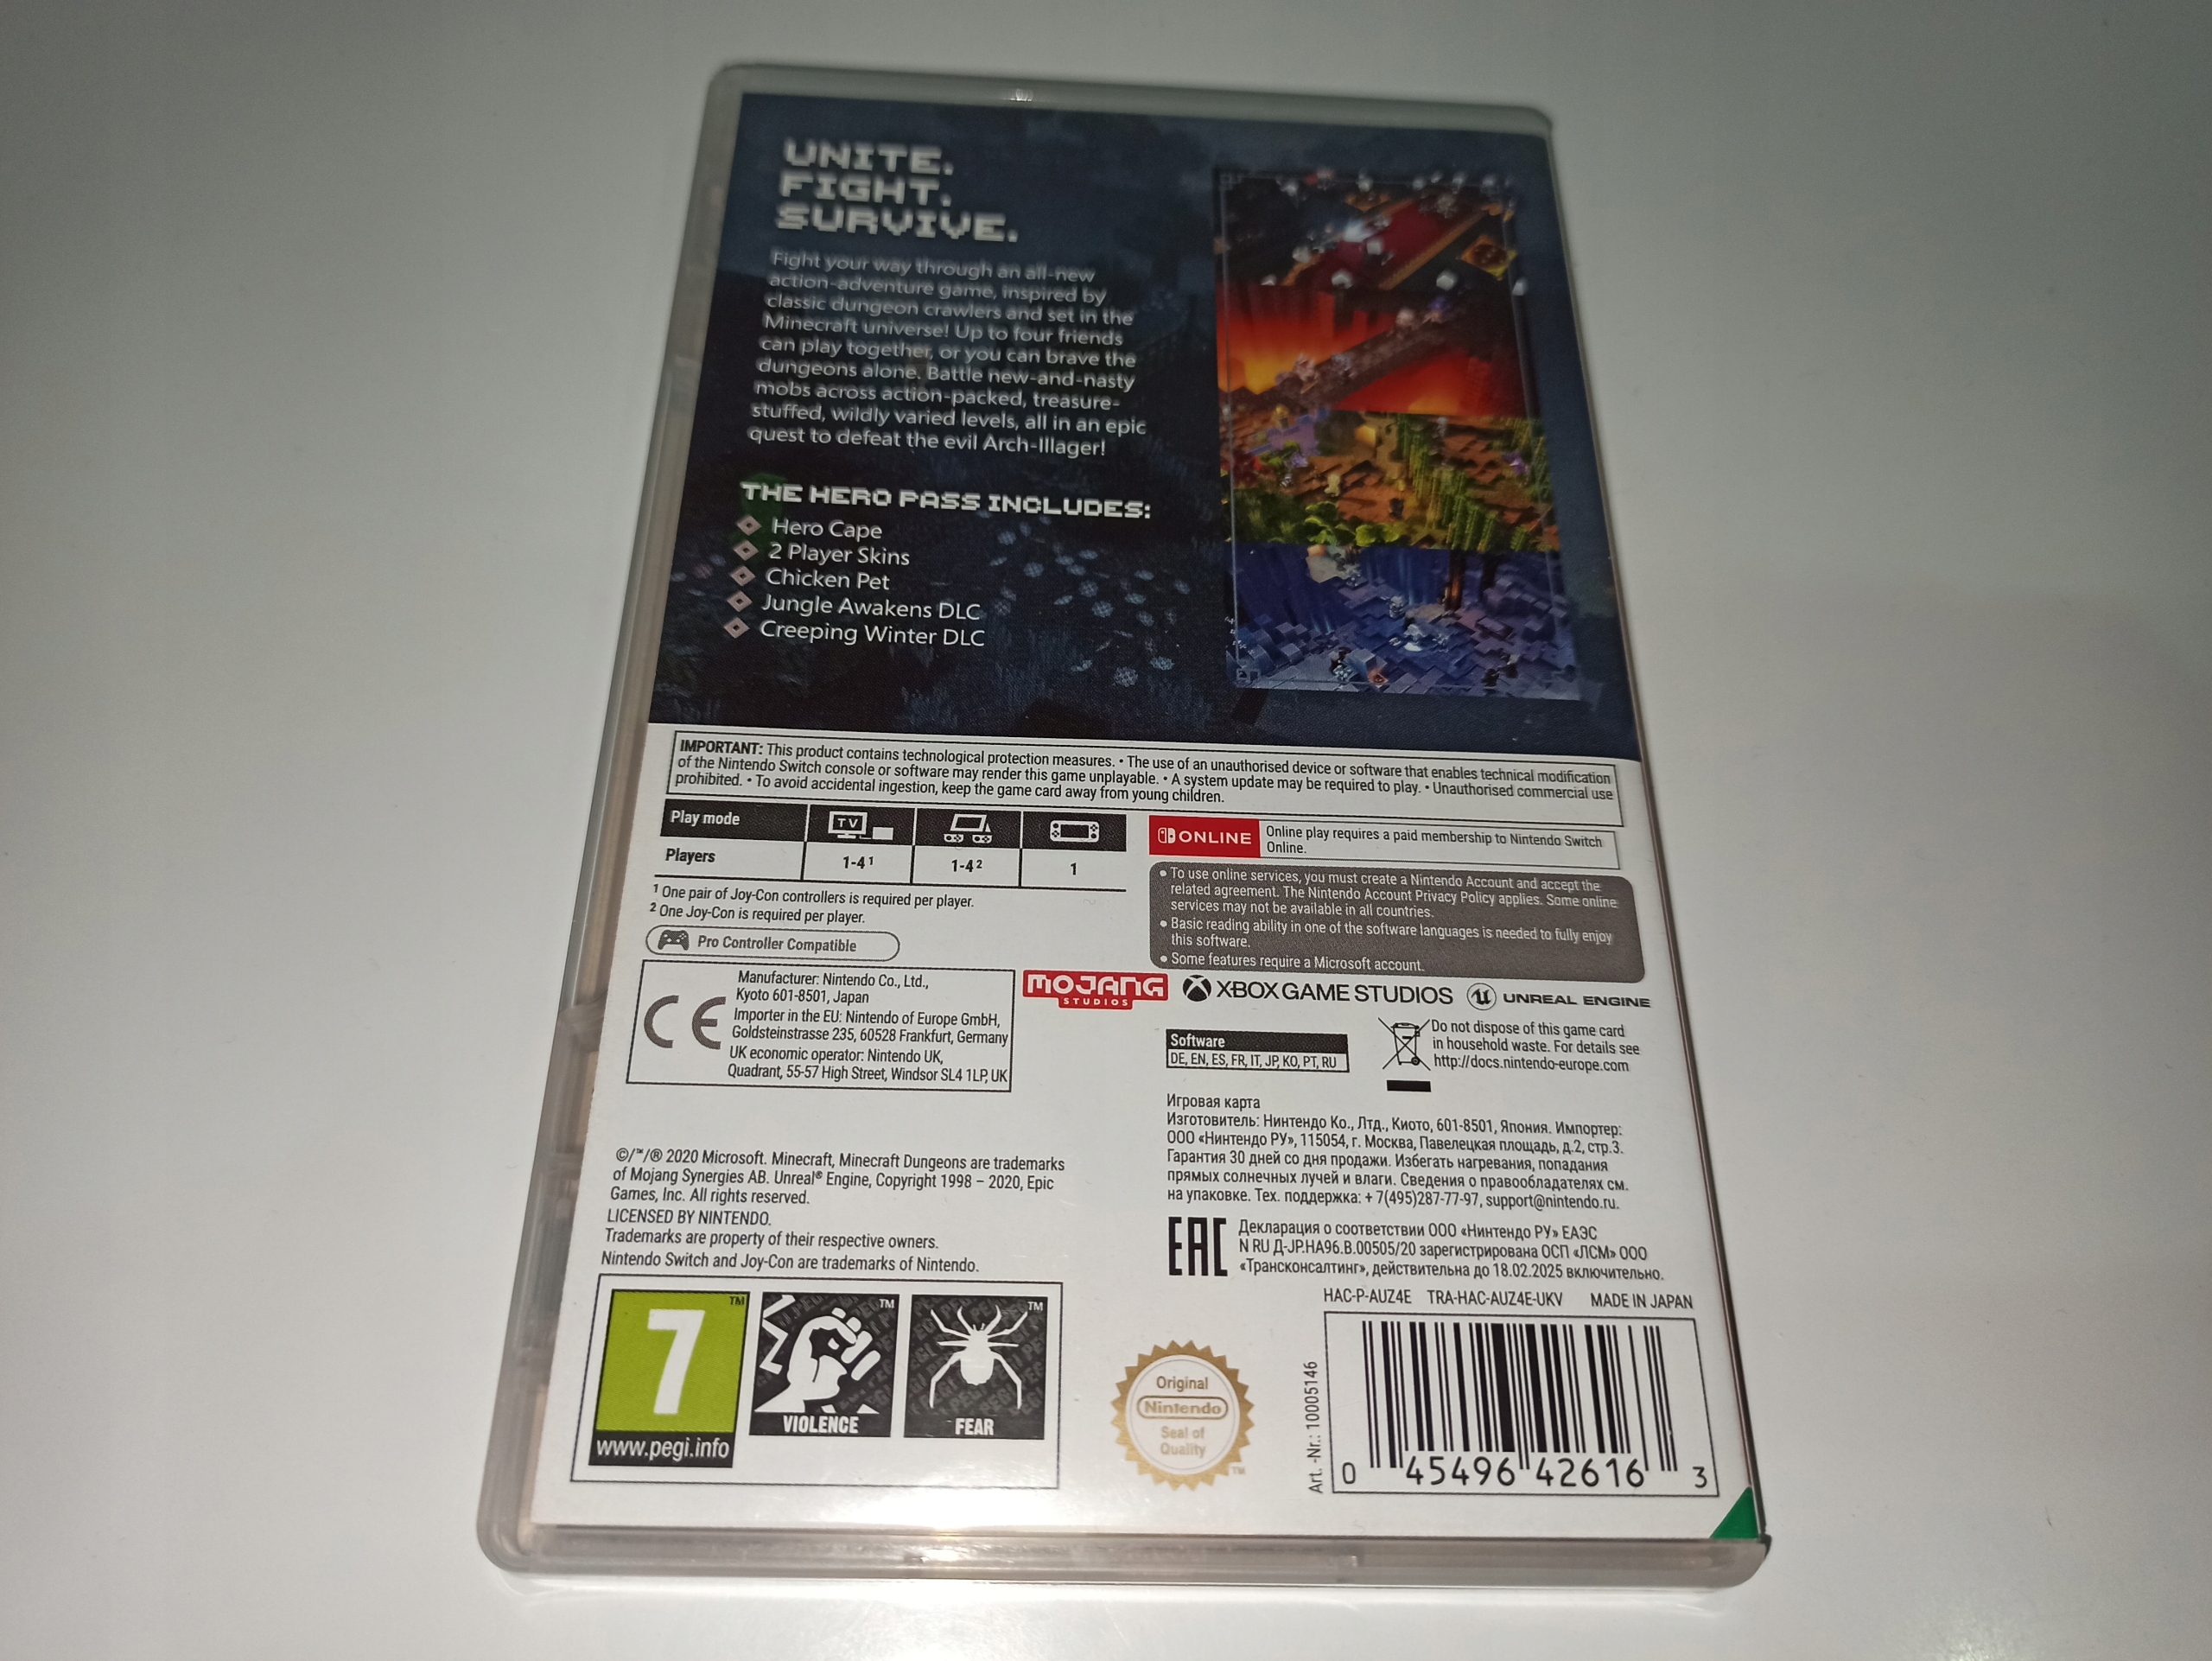 UNITE.
FIGHT.
SURVIVE.
Fight your way through an all-new
action-adventure game, inspired by
classic dungeon crawlers and set in the
Minecraft universe! Up to four friends
can play together, or you can brave the
dungeons alone. Battle new-and-nasty
mobs across action-packed, treasure-
stuffed, wildly varied levels, all in an epic
quest to defeat the evil Arch-Illager!
THE HERO PASS INCLUDES:
Hero Cape
2 Player Skins
Chicken Pet
Jungle Awakens DLC
Creeping Winter DLC
IMPORTANT: This product contains technological protection measures. • The use of an unauthorised device or software that enables technical modification
of the Nintendo Switch console or software may render this game unplayable. • A system update may be required to play. • Unauthorised commercial use
prohibited. • To avoid accidental ingestion, keep the game card away from young children.
Play mode TV
Players 1-4¹ 1-4² 1
¹ One pair of Joy-Con controllers is required per player.
² One Joy-Con is required per player.
Pro Controller Compatible
ONLINE
Online play requires a paid membership to Nintendo Switch
Online.
• To use online services, you must create a Nintendo Account and accept the
related agreement. The Nintendo Account Privacy Policy applies. Some online
services may not be available in all countries.
• Basic reading ability in one of the software languages is needed to fully enjoy
this software.
• Some features require a Microsoft account.
CE
Manufacturer: Nintendo Co., Ltd.,
Kyoto 601-8501, Japan
Importer in the EU: Nintendo of Europe GmbH,
Goldsteinstrasse 235, 60528 Frankfurt, Germany
UK economic operator: Nintendo UK,
Quadrant, 55-57 High Street, Windsor SL4 1LP, UK
MOJANG
STUDIOS
XBOX GAME STUDIOS
UNREAL ENGINE
Software
DE, EN, ES, FR, IT, JP, KO, PT, RU
Do not dispose of this game card
in household waste. For details see
http://docs.nintendo-europe.com
Игровая карта
Изготовитель: Нинтендо Ко., Лтд., Киото, 601-8501, Япония. Импортер:
ООО «Нинтендо РУ», 115054, г. Москва, Павелецкая площадь, д.2, стр.3.
Гарантия 30 дней со дня продажи. Избегать нагревания, попадания
прямых солнечных лучей и влаги. Сведения о правообладателях см.
на упаковке. Тех. поддержка: + 7(495)287-77-97, support@nintendo.ru.
EAC
Декларация о соответствии ООО «Нинтендо РУ» ЕАЭС
N RU Д-JP.НА96.В.00505/20 зарегистрирована ОСП «ЛСМ» ООО
«Трансконсалтинг», действительна до 18.02.2025 включительно.
©/™/® 2020 Microsoft. Minecraft, Minecraft Dungeons are trademarks
of Mojang Synergies AB. Unreal® Engine, Copyright 1998 – 2020, Epic
Games, Inc. All rights reserved.
LICENSED BY NINTENDO.
Trademarks are property of their respective owners.
Nintendo Switch and Joy-Con are trademarks of Nintendo.
7 ™
www.pegi.info
™
VIOLENCE
™
FEAR
Original
Nintendo
Seal of
Quality
™
HAC-P-AUZ4E TRA-HAC-AUZ4E-UKV MADE IN JAPAN
Art. -Nr.: 10005146
0 45496 42616 3